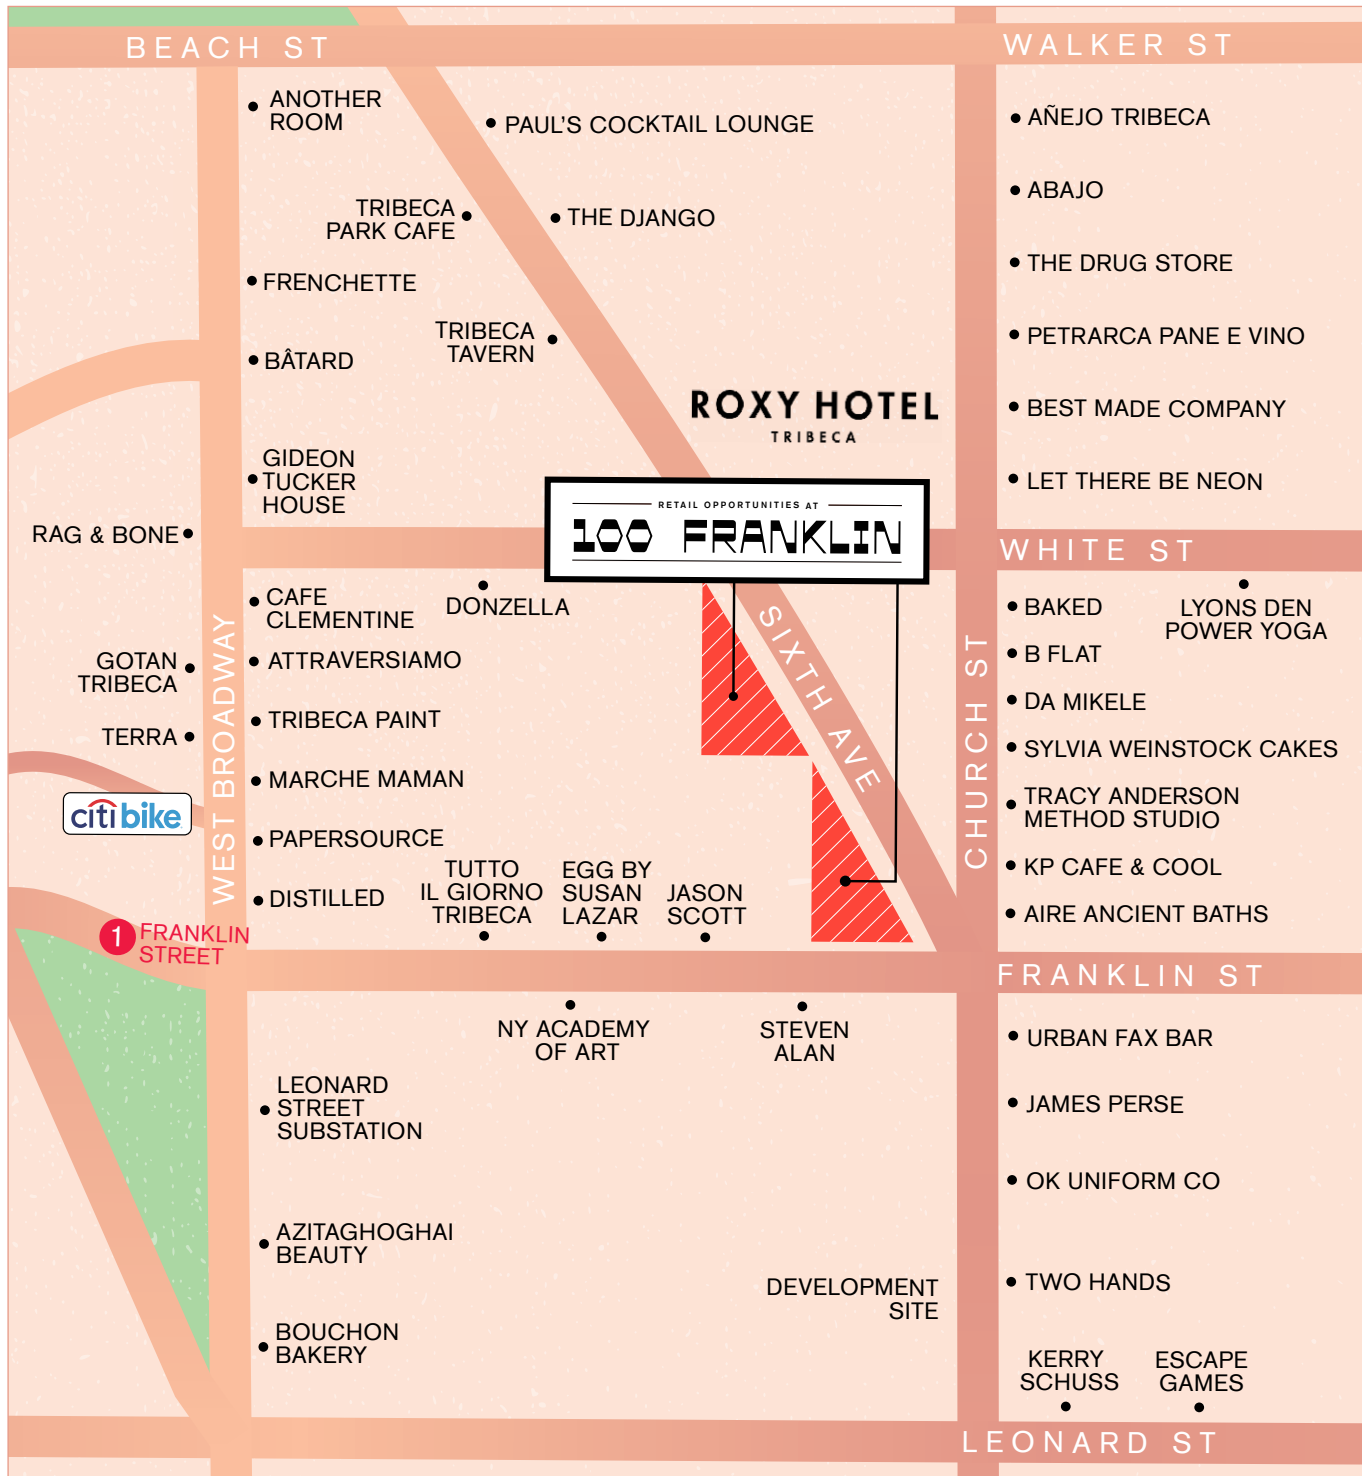 BEACH ST
WALKER ST
ANOTHER
ROOM
PAUL'S COCKTAIL LOUNGE
AÑEJO TRIBECA
TRIBECA
PARK CAFE
THE DJANGO
ABAJO
FRENCHETTE
THE DRUG STORE
TRIBECA
TAVERN
PETRARCA PANE E VINO
BÂTARD
ROXY HOTEL
TRIBECA
BEST MADE COMPANY
GIDEON
TUCKER
HOUSE
LET THERE BE NEON
RAG & BONE
RETAIL OPPORTUNITIES AT
100 FRANKLIN
WHITE ST
CAFE
CLEMENTINE
DONZELLA
BAKED
LYONS DEN
POWER YOGA
B FLAT
GOTAN
TRIBECA
ATTRAVERSIAMO
DA MIKELE
TERRA
TRIBECA PAINT
SYLVIA WEINSTOCK CAKES
WEST BROADWAY
SIXTH AVE
CHURCH ST
citi bike
MARCHE MAMAN
TRACY ANDERSON
METHOD STUDIO
PAPERSOURCE
KP CAFE & COOL
DISTILLED
TUTTO
IL GIORNO
TRIBECA
EGG BY
SUSAN
LAZAR
JASON
SCOTT
AIRE ANCIENT BATHS
1 FRANKLIN
STREET
FRANKLIN ST
NY ACADEMY
OF ART
STEVEN
ALAN
URBAN FAX BAR
LEONARD
STREET
SUBSTATION
JAMES PERSE
OK UNIFORM CO
AZITAGHOGHAI
BEAUTY
DEVELOPMENT
SITE
TWO HANDS
BOUCHON
BAKERY
KERRY
SCHUSS
ESCAPE
GAMES
LEONARD ST